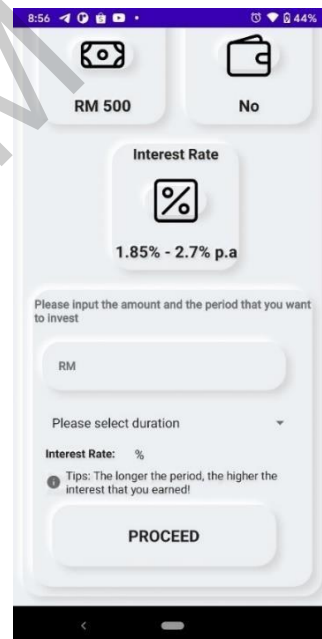 8:56
44%
RM 500
No
Interest Rate
1.85% - 2.7% p.a
Please input the amount and the period that you want
to invest
RM
Please select duration
Interest Rate: %
Tips: The longer the period, the higher the
interest that you earned!
PROCEED